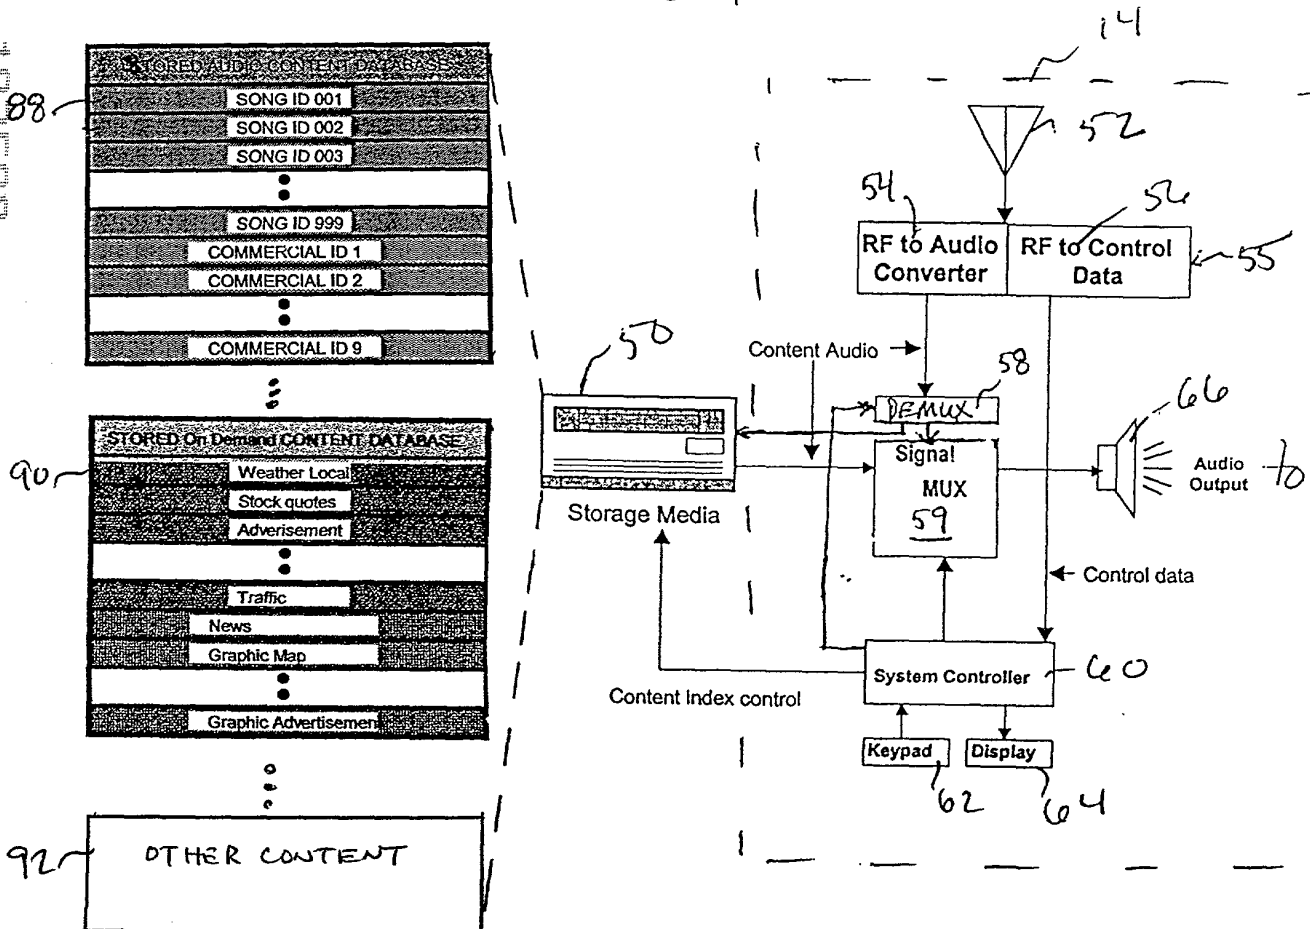 STORED AUDIO CONTENT DATABASE
88
SONG ID 001
SONG ID 002
SONG ID 003
SONG ID 999
COMMERCIAL ID 1
COMMERCIAL ID 2
COMMERCIAL ID 9
STORED On Demand CONTENT DATABASE
90
Weather Local
Stock quotes
Adverisement
Traffic
News
Graphic Map
Graphic Advertisemen
92
OTHER CONTENT
50
Storage Media
14
52
54
56
RF to Audio
Converter
RF to Control
Data
55
Content Audio
58
DEMUX
Signal
MUX
59
66
Audio
Output
Control data
System Controller
60
Content Index control
Keypad
Display
62
64